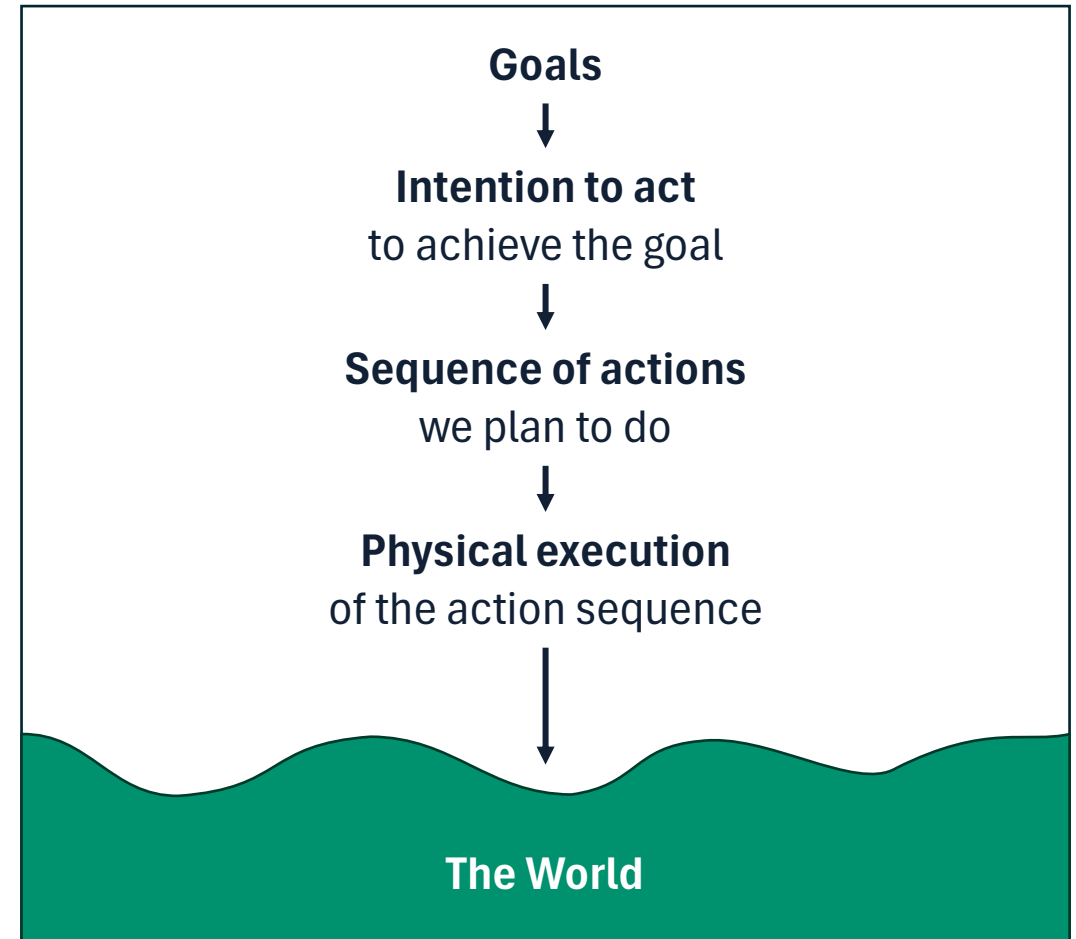 Goals
Intention to act
to achieve the goal
Sequence of actions
we plan to do
Physical execution
of the action sequence
The World